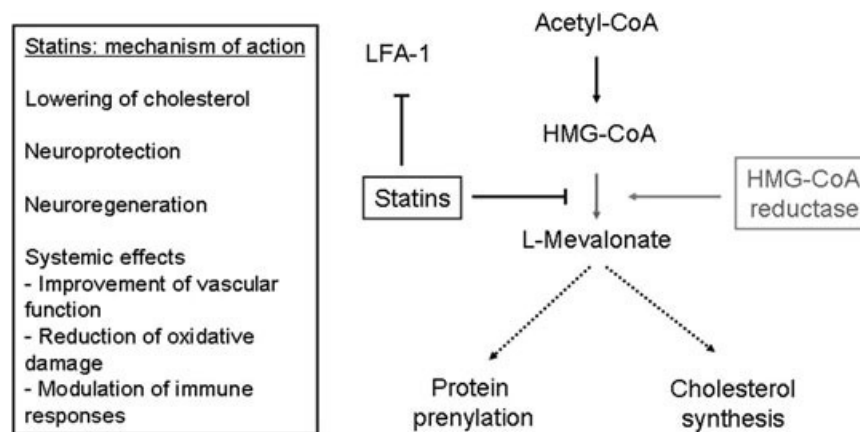 Statins: mechanism of action
Lowering of cholesterol
Neuroprotection
Neuroregeneration
Systemic effects
- Improvement of vascular
function
- Reduction of oxidative
damage
- Modulation of immune
responses
LFA-1
Statins
Acetyl-CoA
HMG-CoA
HMG-CoA
reductase
L-Mevalonate
Protein
prenylation
Cholesterol
synthesis